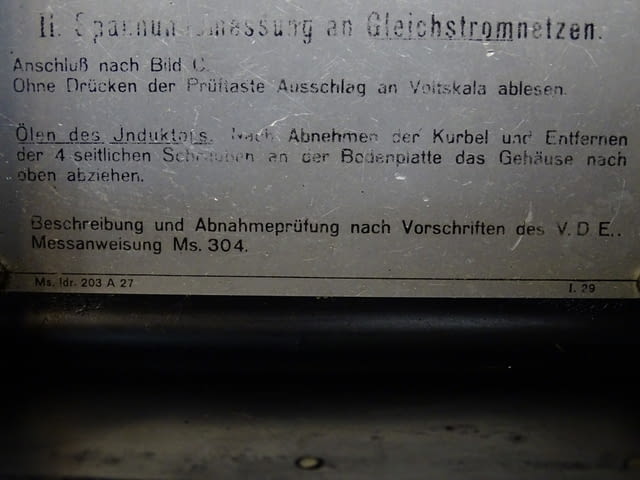 II. Spannungsmessung an Gleichstromnetzen.
Anschluß nach Bild C.
Ohne Drücken der Prüftaste Ausschlag an Voltskala ablesen.
Ölen des Jnduktors. Nach Abnehmen der Kurbel und Entfernen
der 4 seitlichen Schrauben an der Bodenplatte das Gehäuse nach
oben abziehen.
Beschreibung und Abnahmeprüfung nach Vorschriften des V.D.E..
Messanweisung Ms. 304.
Ms. ldr. 203 A 27 I. 29